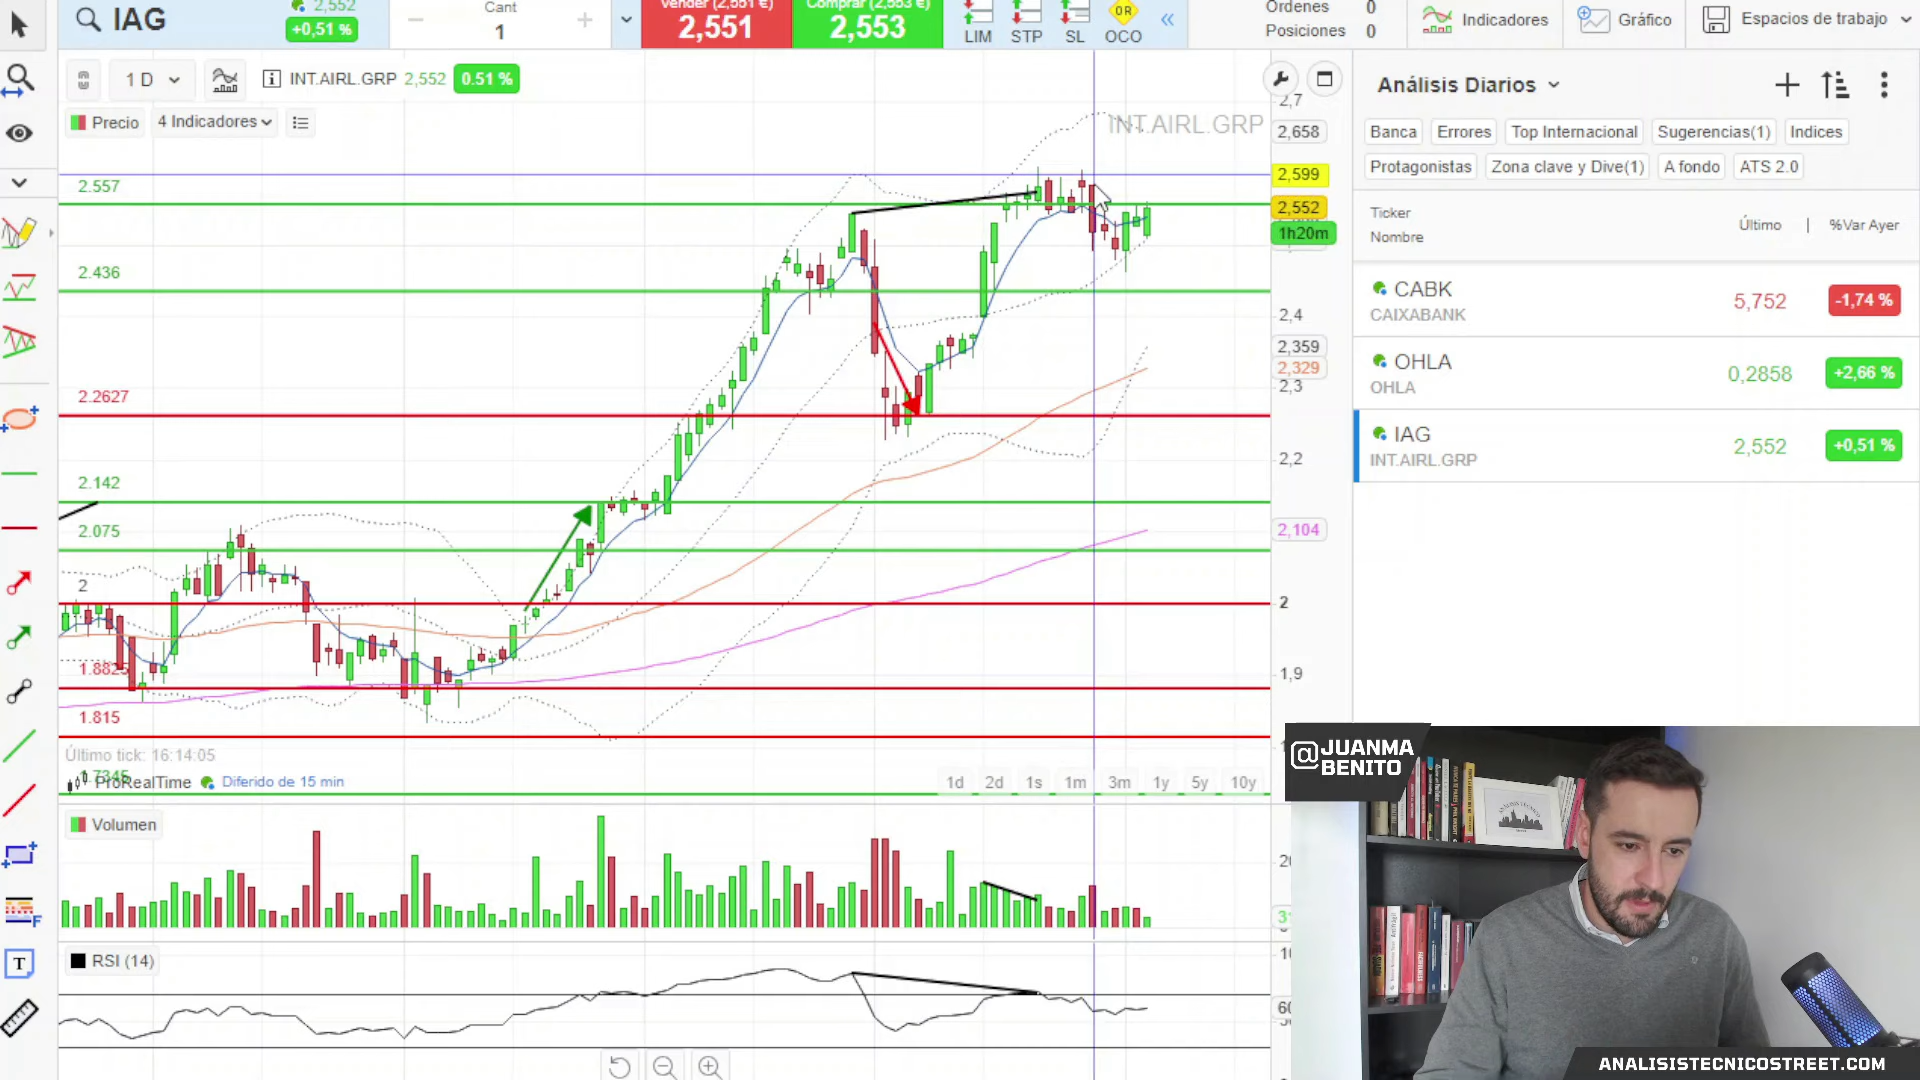 IAG
2,552
+0,51 %
Cant
1
Vender (2,551 €)
2,551
Comprar (2,553 €)
2,553
LIM
STP
SL
OR
OCO
Ordenes 0
Posiciones 0
Indicadores
Gráfico
Espacios de trabajo
1 D
INT.AIRL.GRP 2,552 0.51 %
Precio
4 Indicadores
INT.AIRL.GRP
2,7
2,658
2,599
2,552
1h20m
2,4
2,359
2,329
2,3
2,2
2,104
2
1,9
2.557
2.436
2.2627
2.142
2.075
2
1.8825
1.815
Último tick: 16:14:05
1.7345
ProRealTime
Diferido de 15 min
1d 2d 1s 1m 3m 1y 5y 10y
Volumen
RSI (14)
T
F
Análisis Diarios
Banca
Errores
Top Internacional
Sugerencias(1)
Indices
Protagonistas
Zona clave y Dive(1)
A fondo
ATS 2.0
Ticker
Nombre
Último
%Var Ayer
CABK
CAIXABANK
5,752
-1,74 %
OHLA
OHLA
0,2858
+2,66 %
IAG
INT.AIRL.GRP
2,552
+0,51 %
@JUANMA
BENITO
ANALISISTECNICOSTREET.COM